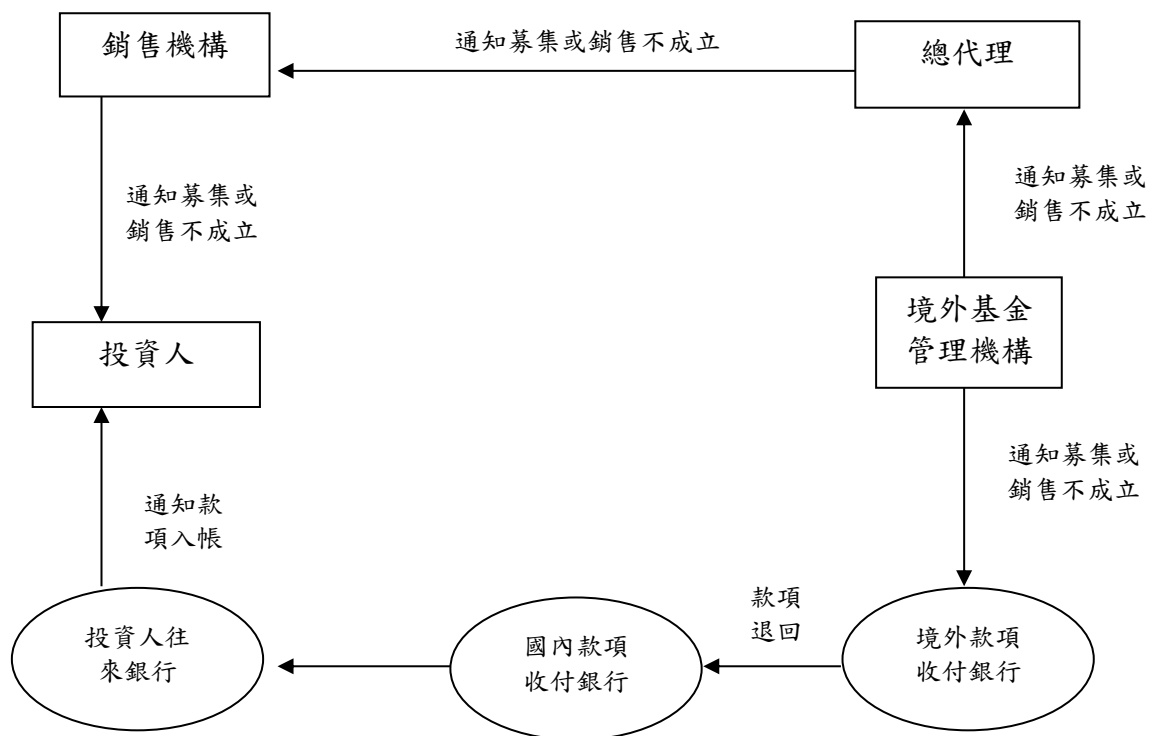 銷售機構
通知募集或銷售不成立
總代理
通知募集或
銷售不成立
通知募集或
銷售不成立
投資人
境外基金
管理機構
通知募集或
銷售不成立
通知款
項入帳
款項
退回
投資人往
來銀行
國內款項
收付銀行
境外款項
收付銀行